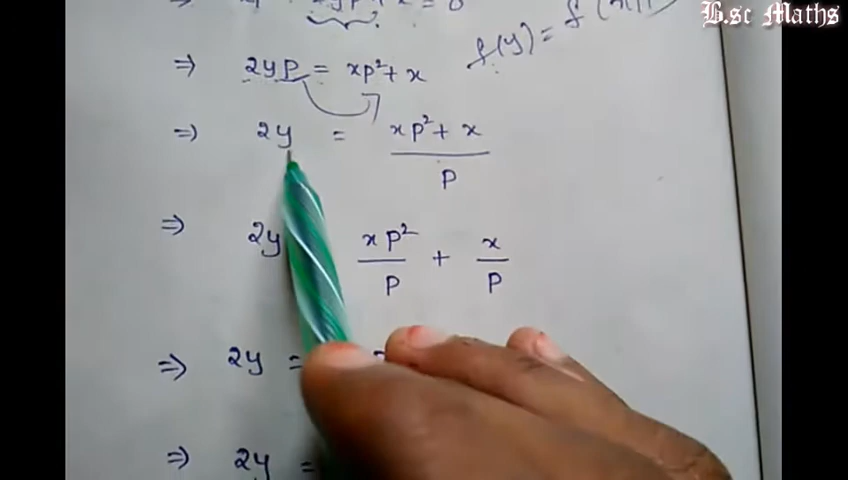 B.sc Maths
f(y) =
⇒ 2yp = xp² + x
⇒ 2y = (xp² + x)/p
⇒ 2y xp²/p + x/p
⇒ 2y =
⇒ 2y =